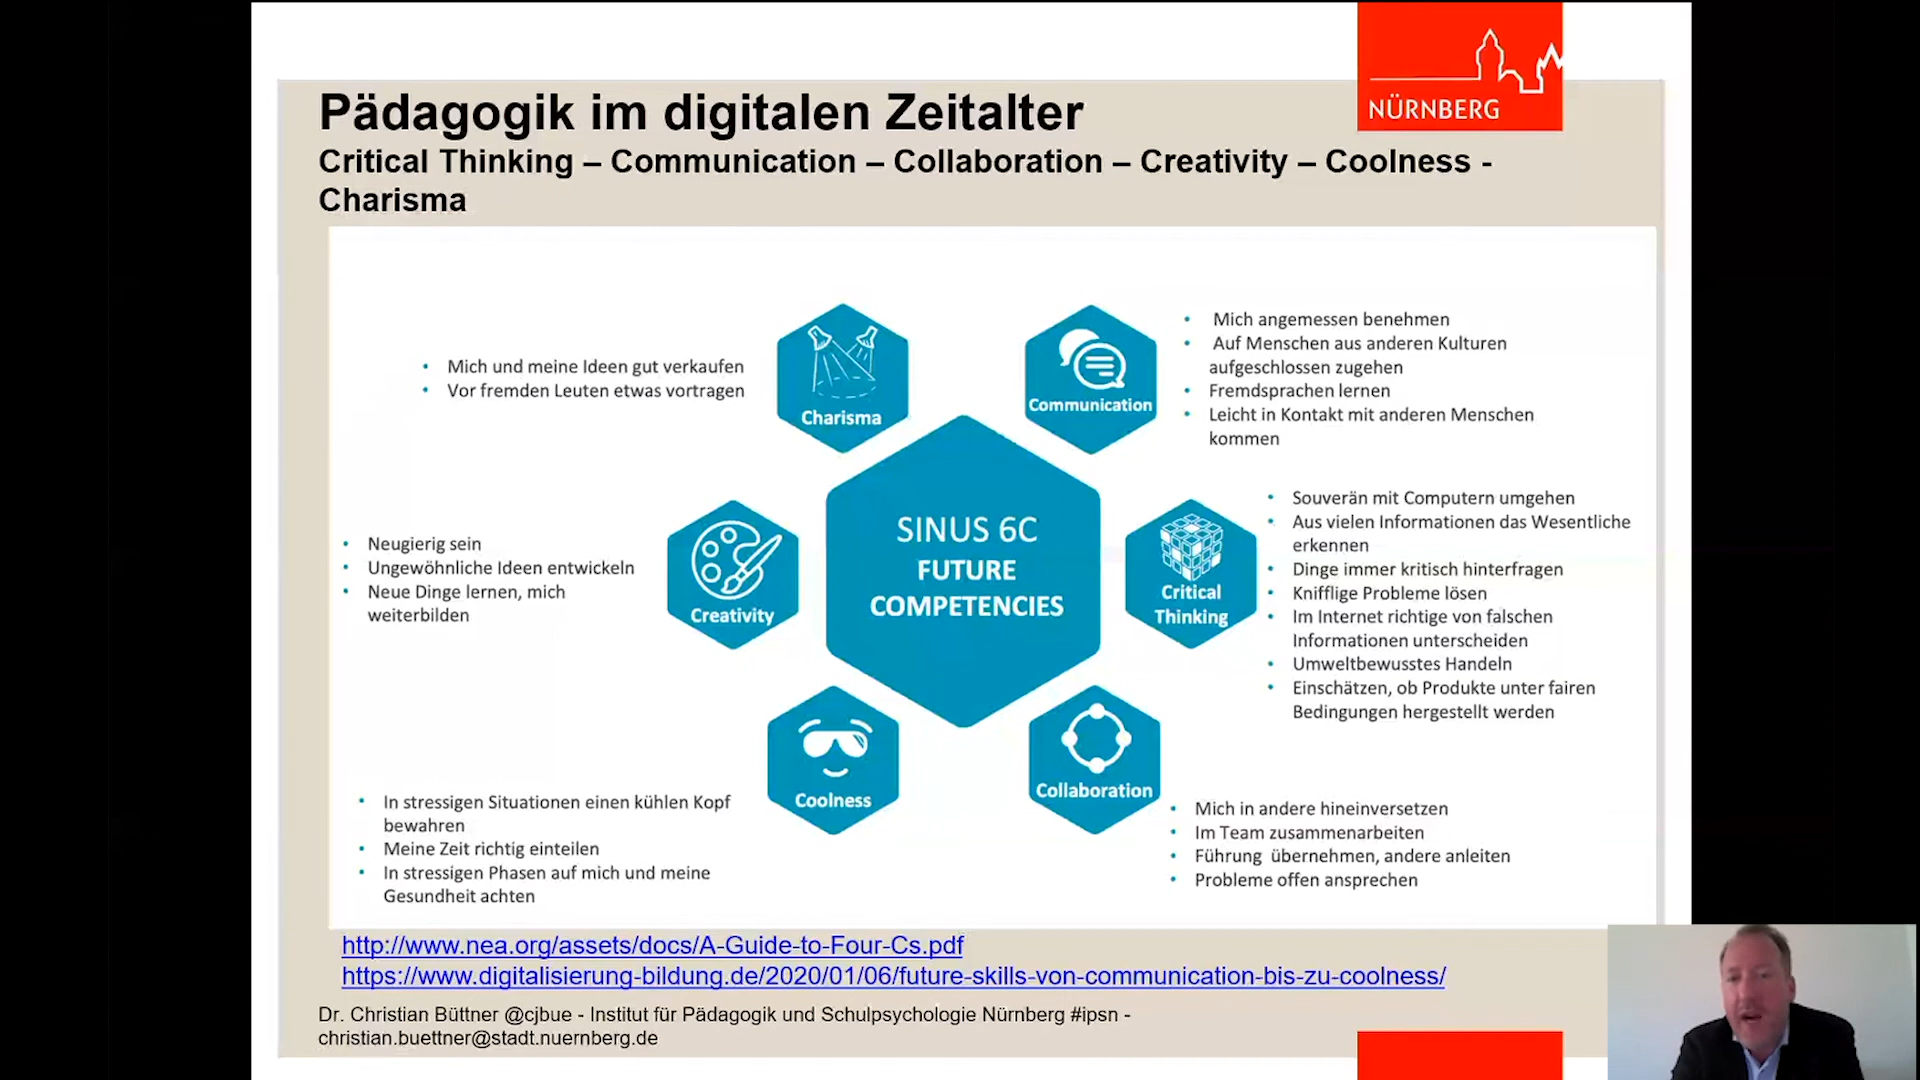 NÜRNBERG
Pädagogik im digitalen Zeitalter
Critical Thinking – Communication – Collaboration – Creativity – Coolness -
Charisma
• Mich und meine Ideen gut verkaufen
• Vor fremden Leuten etwas vortragen
Charisma
Communication
• Mich angemessen benehmen
• Auf Menschen aus anderen Kulturen
aufgeschlossen zugehen
• Fremdsprachen lernen
• Leicht in Kontakt mit anderen Menschen
kommen
• Neugierig sein
• Ungewöhnliche Ideen entwickeln
• Neue Dinge lernen, mich
weiterbilden
Creativity
SINUS 6C
FUTURE
COMPETENCIES
Critical
Thinking
• Souverän mit Computern umgehen
• Aus vielen Informationen das Wesentliche
erkennen
• Dinge immer kritisch hinterfragen
• Knifflige Probleme lösen
• Im Internet richtige von falschen
Informationen unterscheiden
• Umweltbewusstes Handeln
• Einschätzen, ob Produkte unter fairen
Bedingungen hergestellt werden
• In stressigen Situationen einen kühlen Kopf
bewahren
• Meine Zeit richtig einteilen
• In stressigen Phasen auf mich und meine
Gesundheit achten
Coolness
Collaboration
• Mich in andere hineinversetzen
• Im Team zusammenarbeiten
• Führung übernehmen, andere anleiten
• Probleme offen ansprechen
http://www.nea.org/assets/docs/A-Guide-to-Four-Cs.pdf
https://www.digitalisierung-bildung.de/2020/01/06/future-skills-von-communication-bis-zu-coolness/
Dr. Christian Büttner @cjbue - Institut für Pädagogik und Schulpsychologie Nürnberg #ipsn -
christian.buettner@stadt.nuernberg.de